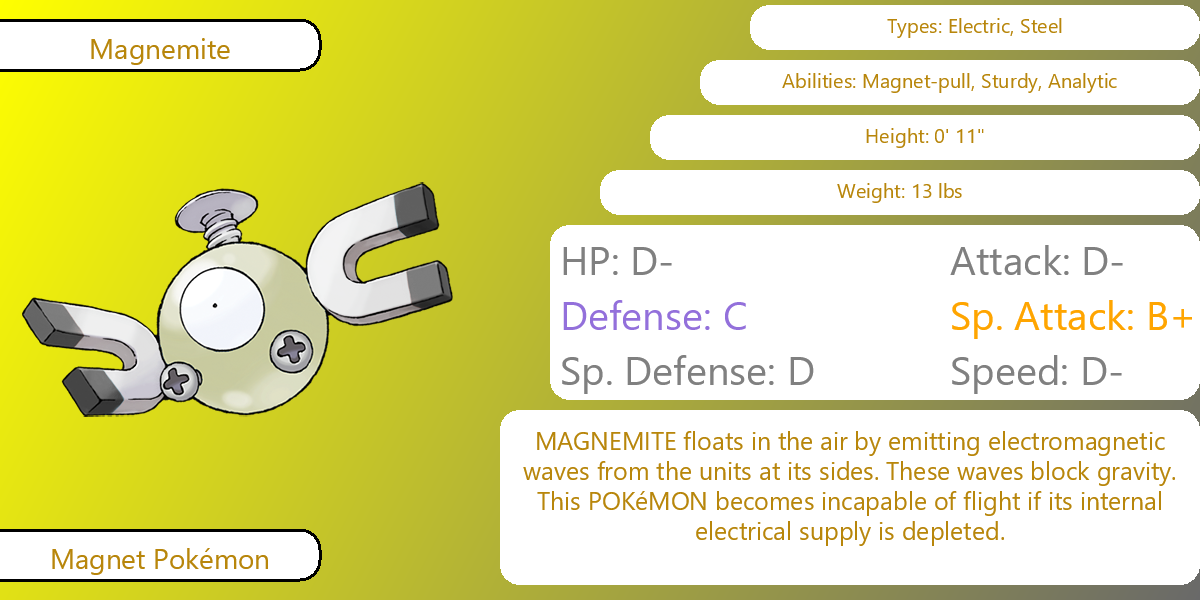 Magnemite
Types: Electric, Steel
Abilities: Magnet-pull, Sturdy, Analytic
Height: 0' 11"
Weight: 13 lbs
HP: D-
Attack: D-
Defense: C
Sp. Attack: B+
Sp. Defense: D
Speed: D-
MAGNEMITE floats in the air by emitting electromagnetic
waves from the units at its sides. These waves block gravity.
This POKéMON becomes incapable of flight if its internal
electrical supply is depleted.
Magnet Pokémon